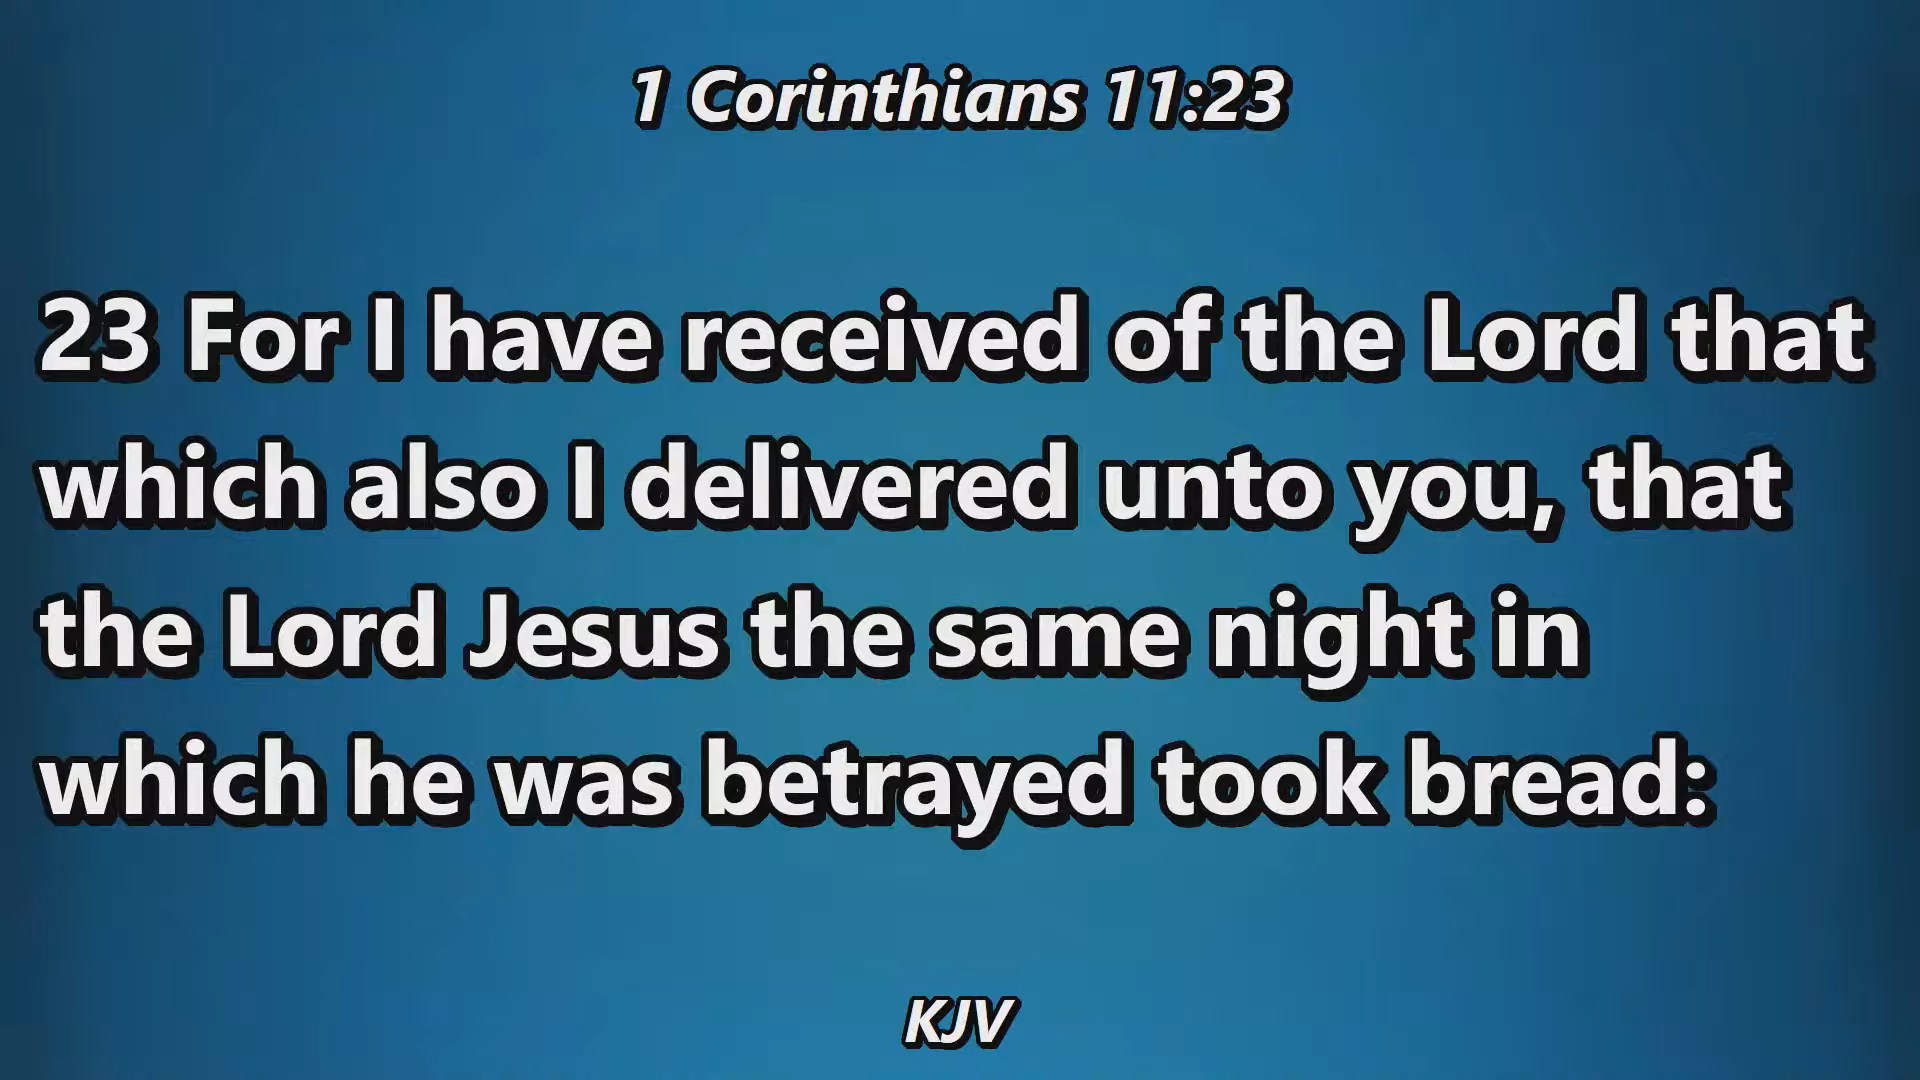 1 Corinthians 11:23
23 For I have received of the Lord that
which also I delivered unto you, that
the Lord Jesus the same night in
which he was betrayed took bread:
KJV